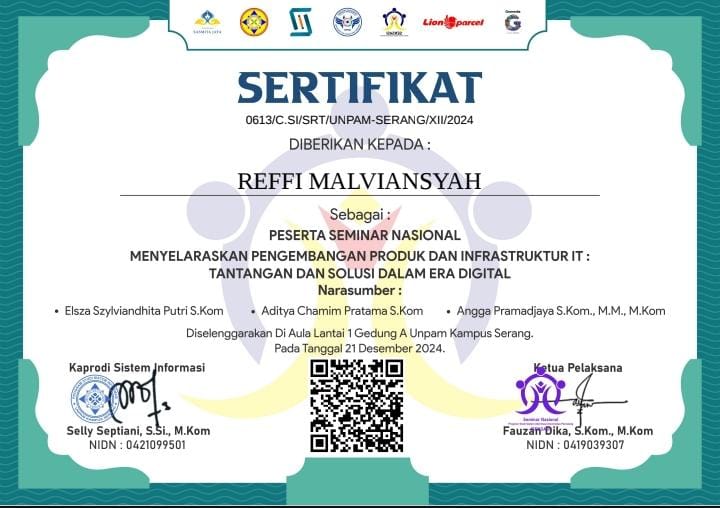 SASMITA JAYA
Lion parcel
SERTIFIKAT
0613/C.SI/SRT/UNPAM-SERANG/XII/2024
DIBERIKAN KEPADA :
REFFI MALVIANSYAH
Sebagai :
PESERTA SEMINAR NASIONAL
MENYELARASKAN PENGEMBANGAN PRODUK DAN INFRASTRUKTUR IT :
TANTANGAN DAN SOLUSI DALAM ERA DIGITAL
Narasumber :
• Elsza Szylviandhita Putri S.Kom • Aditya Chamim Pratama S.Kom • Angga Pramadjaya S.Kom., M.M., M.Kom
Diselenggarakan Di Aula Lantai 1 Gedung A Unpam Kampus Serang.
Pada Tanggal 21 Desember 2024.
Kaprodi Sistem Informasi
Selly Septiani, S.Si., M.Kom
NIDN : 0421099501
Ketua Pelaksana
Seminar Nasional
Fauzan Dika, S.Kom., M.Kom
NIDN : 0419039307